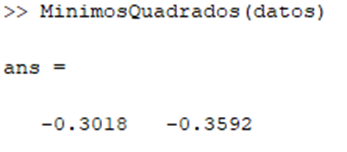 >> MinimosQuadrados(datos)
ans =
-0.3018 -0.3592